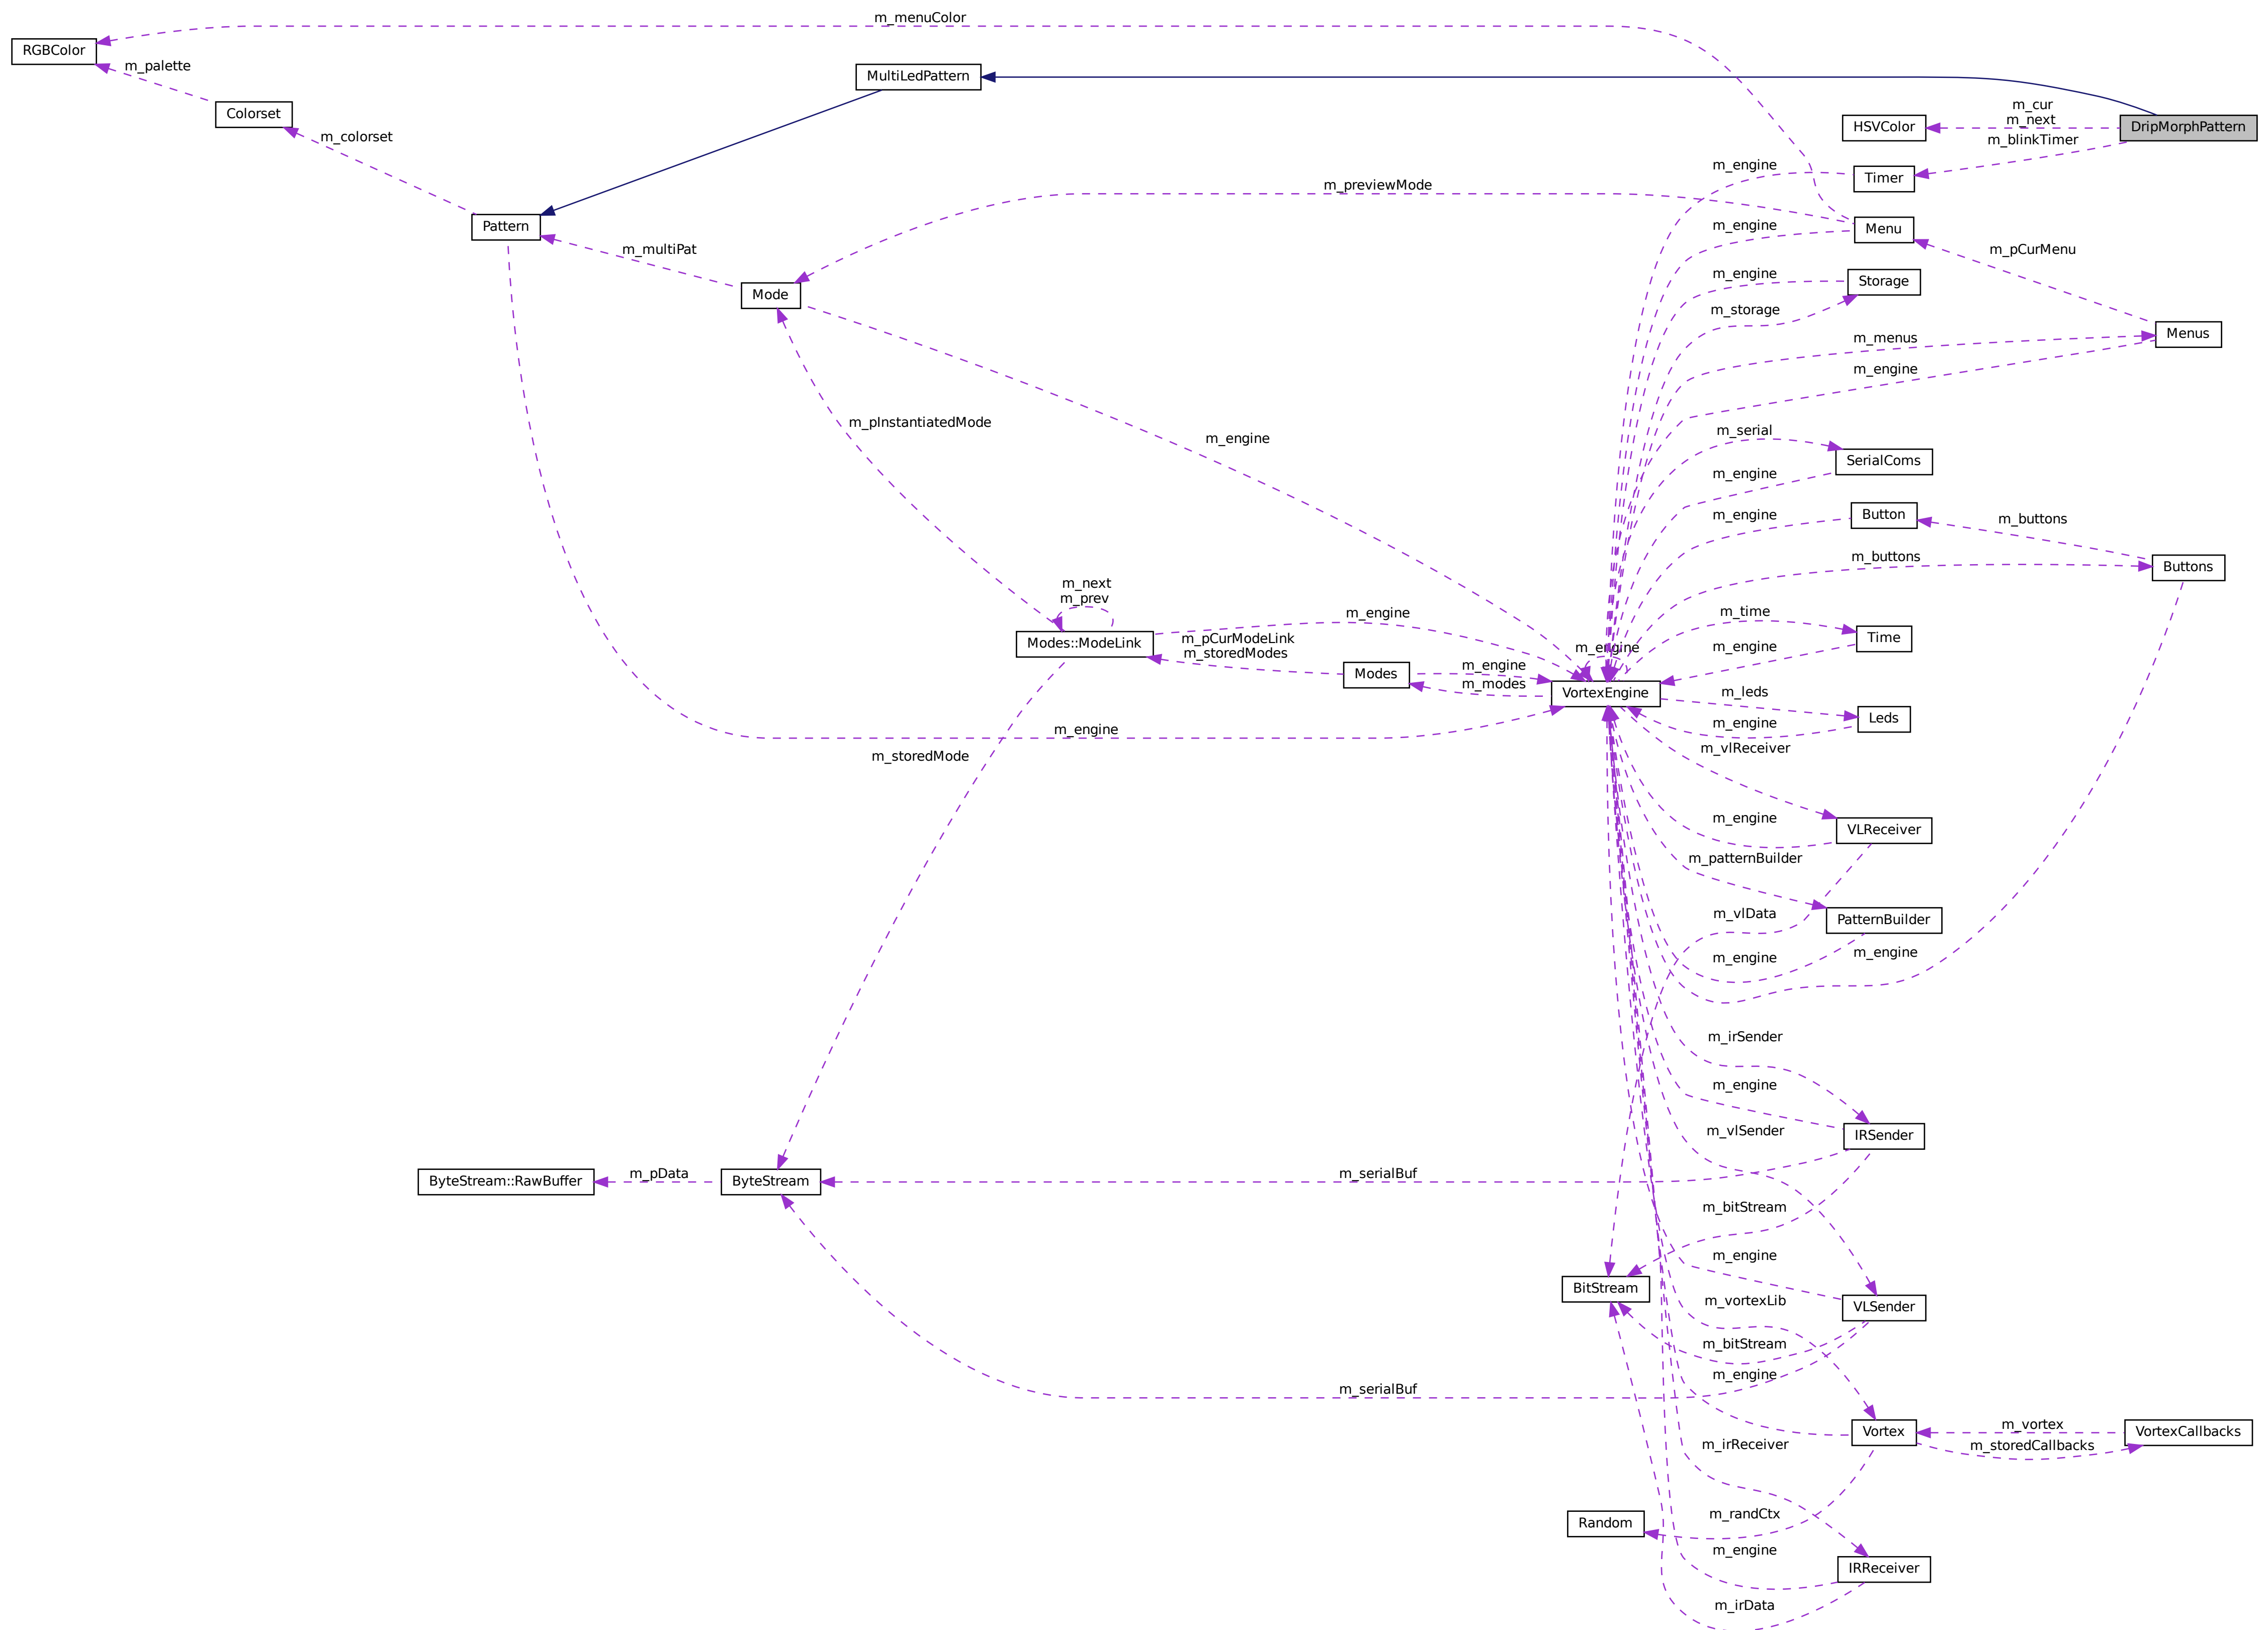 m_menuColor
RGBColor
m_palette
MultiLedPattern
Colorset
m_cur
m_next
HSVColor
DripMorphPattern
m_colorset
m_blinkTimer
m_engine
Timer
m_previewMode
Pattern
m_engine
Menu
m_multiPat
m_pCurMenu
m_engine
Storage
Mode
m_storage
Menus
m_menus
m_engine
m_pInstantiatedMode
m_engine
m_serial
SerialComs
m_engine
m_engine
Button
m_buttons
m_buttons
Buttons
m_next
m_prev
m_engine
m_time
Modes::ModeLink
m_pCurModeLink
m_storedModes
m_engine
m_engine
Time
Modes
m_engine
m_modes
VortexEngine
m_leds
Leds
m_engine
m_engine
m_storedMode
m_vlReceiver
m_engine
VLReceiver
m_patternBuilder
m_vlData
PatternBuilder
m_engine
m_engine
m_irSender
m_engine
m_vlSender
IRSender
ByteStream::RawBuffer
m_pData
ByteStream
m_serialBuf
m_bitStream
m_engine
BitStream
m_vortexLib
VLSender
m_bitStream
m_engine
m_serialBuf
m_vortex
Vortex
VortexCallbacks
m_irReceiver
m_storedCallbacks
m_randCtx
Random
m_engine
IRReceiver
m_irData